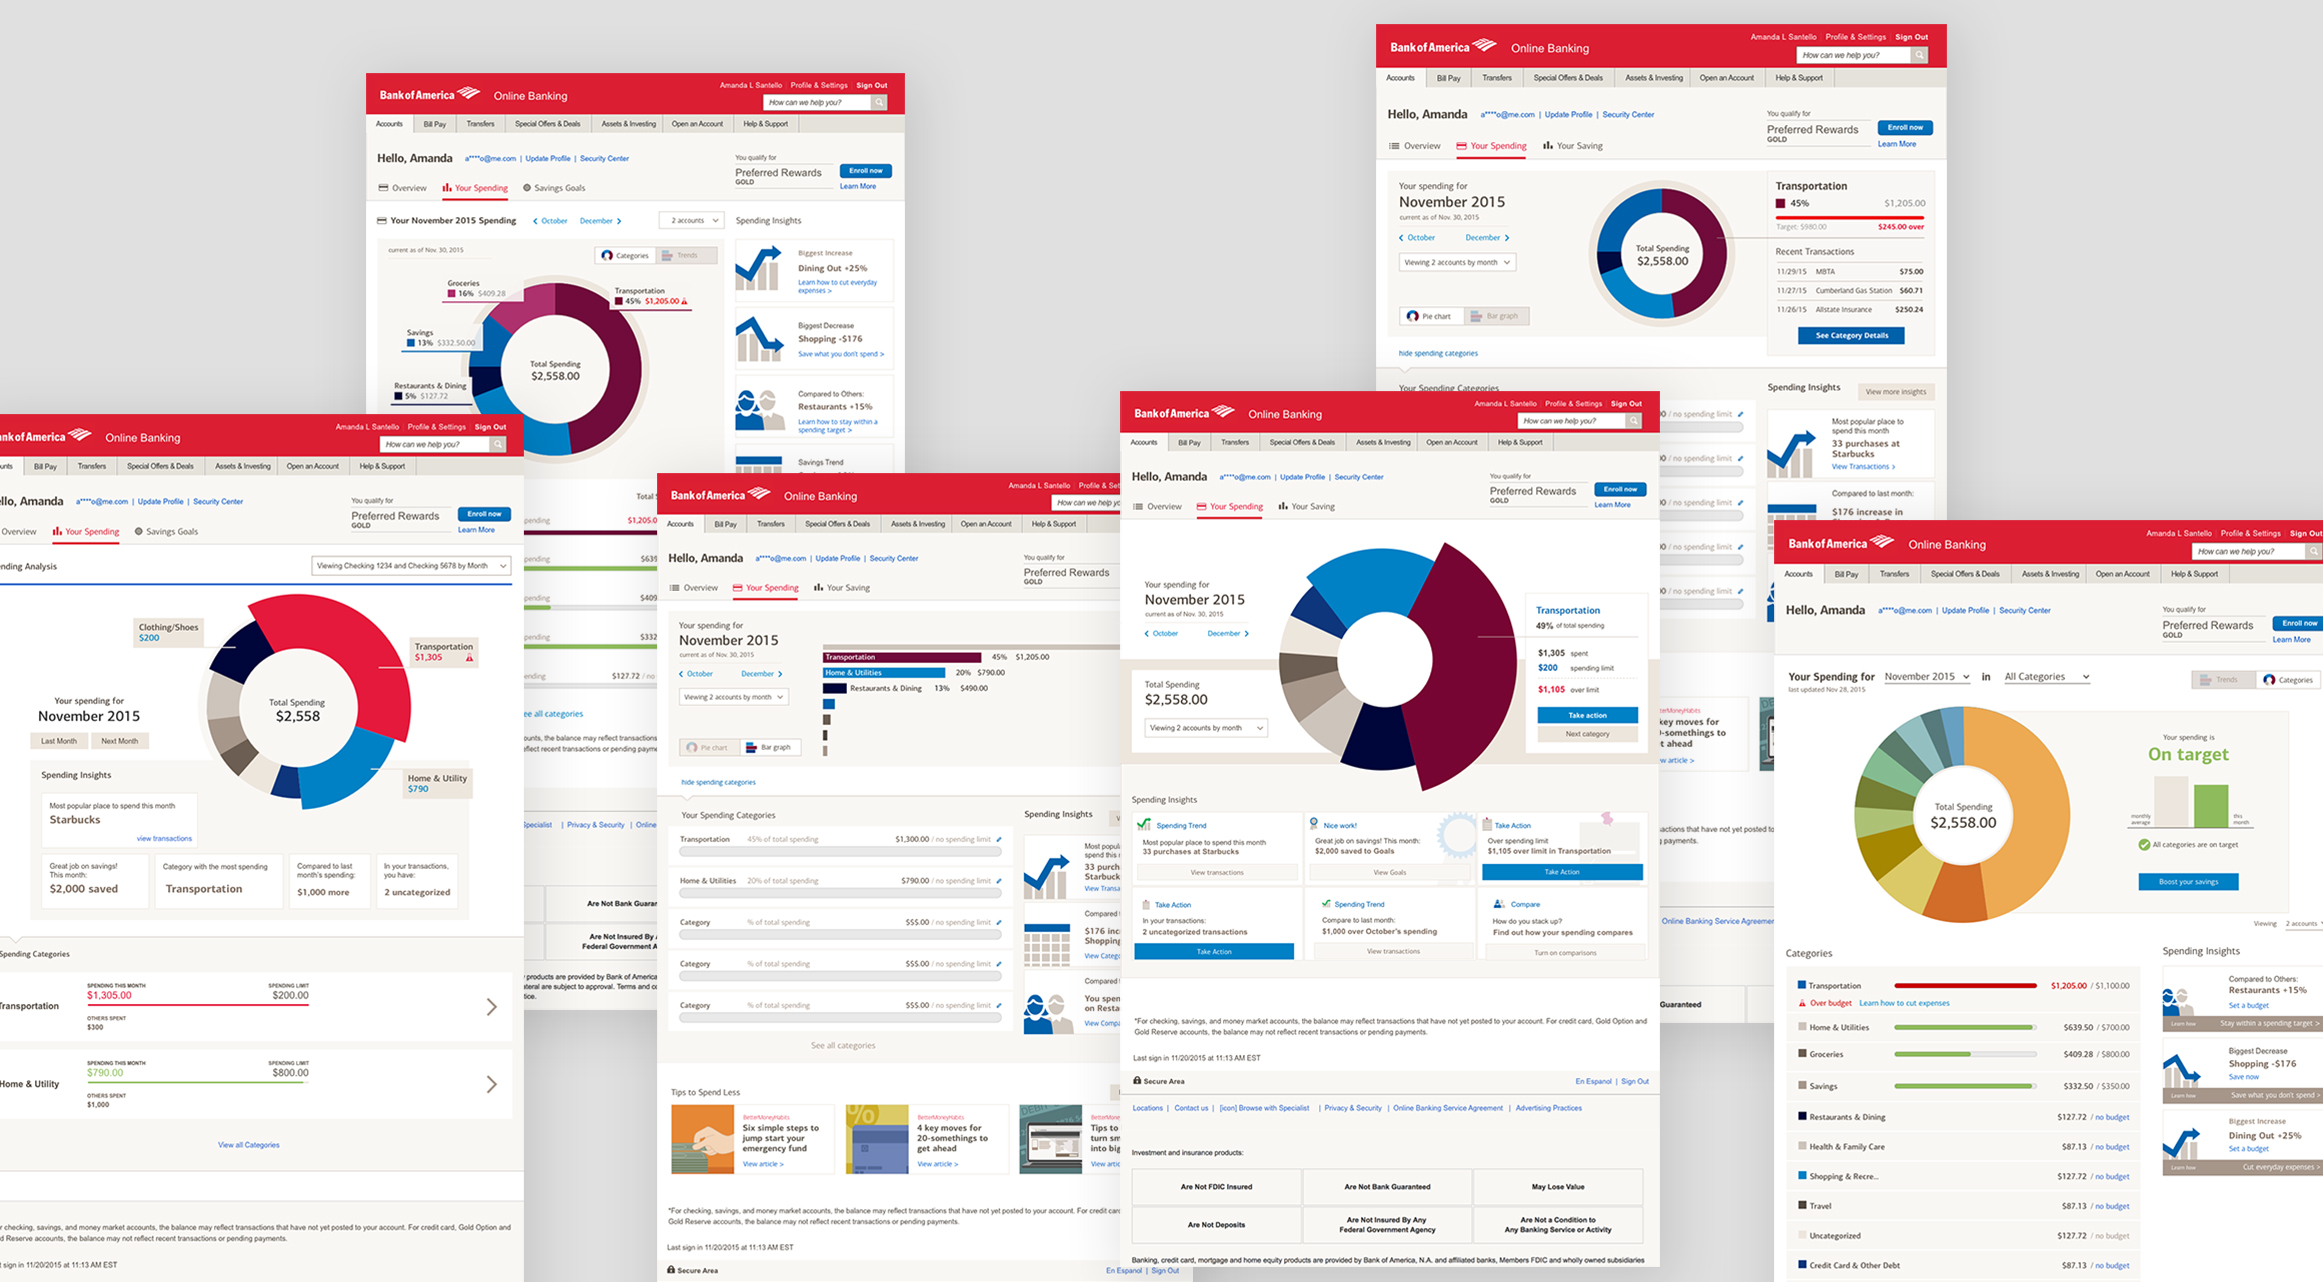 Bank of America Online Banking
Amanda L Santello Profile & Settings Sign Out
How can we help you?
Accounts Bill Pay Transfers Special Offers & Deals Assets & Investing Open an Account Help & Support
Hello, Amanda a****o@me.com | Update Profile | Security Center
You qualify for
Preferred Rewards
GOLD
Enroll now
Learn More
Overview Your Spending Savings Goals
Your November 2015 Spending October December 2 accounts
current as of Nov. 30, 2015
Categories Trends
Groceries
16% $409.28
Transportation
45% $1,205.00
Savings
13% $332.50.00
Restaurants & Dining
5% $127.72
Total Spending
$2,558.00
Spending Insights
Biggest Increase
Dining Out +25%
Learn how to cut everyday
expenses >
Biggest Decrease
Shopping -$176
Save what you don't spend >
Compared to Others:
Restaurants +15%
Learn how to stay within a
spending target >
Savings Trend
Total
$1,205.0
$639
$409
$332
$127.72 / no
see all categories
Privacy & Security | Online
Are Not Bank Guarar
Are Not Insured By
Federal Government A
Bank of America Online Banking
Amanda L Santello Profile & Settings Sign Out
How can we help you?
Accounts Bill Pay Transfers Special Offers & Deals Assets & Investing Open an Account Help & Support
Hello, Amanda a****o@me.com | Update Profile | Security Center
You qualify for
Preferred Rewards
GOLD
Enroll now
Learn More
Overview Your Spending Your Saving
Your spending for
November 2015
current as of Nov. 30, 2015
October December
Viewing 2 accounts by month
Pie chart Bar graph
Total Spending
$2,558.00
Transportation
45% $1,205.00
Target: $980.00 $245.00 over
Recent Transactions
11/29/15 MBTA $75.00
11/27/15 Cumberland Gas Station $60.71
11/26/15 Allstate Insurance $250.24
See Category Details
hide spending categories
Your Spending Categories
Spending Insights View more insights
/ no spending limit
/ no spending limit
/ no spending limit
/ no spending limit
/ no spending limit
Most popular place to
spend this month
33 purchases at
Starbucks
View Transactions >
Compared to last month:
$176 increase in
key moves for
0-somethings to
t ahead
w article >
Online Banking Service Agreemer
Guaranteed
nk of America Online Banking
Amanda L Santello Profile & Settings Sign Out
How can we help you?
unts Bill Pay Transfers Special Offers & Deals Assets & Investing Open an Account Help & Support
llo, Amanda a****o@me.com | Update Profile | Security Center
You qualify for
Preferred Rewards
GOLD
Enroll now
Learn More
Overview Your Spending Savings Goals
nding Analysis Viewing Checking 1234 and Checking 5678 by Month
Clothing/Shoes
$200
Transportation
$1,305
Total Spending
$2,558
Home & Utility
$790
Your spending for
November 2015
Last Month Next Month
Spending Insights
Most popular place to spend this month
Starbucks
view transactions
Great job on savings!
This month:
$2,000 saved
Category with the most spending
Transportation
Compared to last
month's spending:
$1,000 more
In your transactions,
you have:
2 uncategorized
Spending Categories
Transportation
SPENDING THIS MONTH SPENDING LIMIT
$1,305.00 $200.00
OTHERS SPENT
$300
Home & Utility
SPENDING THIS MONTH SPENDING LIMIT
$790.00 $800.00
OTHERS SPENT
$1,000
View all Categories
r checking, savings, and money market accounts, the balance may reflect transactions that have not yet posted to your account. For credit card, Gold Option and
d Reserve accounts, the balance may not reflect recent transactions or pending payments.
t sign in 11/20/2015 at 11:13 AM EST
Bank of America Online Banking
Amanda L Santello Profile & Set
How can we help yo
Accounts Bill Pay Transfers Special Offers & Deals Assets & Investing Open an Account Help & Support
Hello, Amanda a****o@me.com | Update Profile | Security Center
You qualify for
Preferred Rewards
GOLD
Overview Your Spending Your Saving
Your spending for
November 2015
current as of Nov. 30, 2015
October December
Viewing 2 accounts by month
Pie chart Bar graph
Transportation 45% $1,205.00
Home & Utilities 20% $790.00
Restaurants & Dining 13% $490.00
hide spending categories
Your Spending Categories
Transportation 45% of total spending $1,300.00 / no spending limit
Home & Utilities 20% of total spending $790.00 / no spending limit
Category % of total spending $$$.00 / no spending limit
Category % of total spending $$$.00 / no spending limit
Category % of total spending $$$.00 / no spending limit
See all categories
Spending Insights
Most popul
spend this
33 purch
Starbuck
View Transa
Compared
$176 inc
Shopping
View Categ
Compared
You spen
on Resta
View Compa
Tips to Spend Less
BetterMoneyHabits
Six simple steps to
jump start your
emergency fund
View article >
BetterMoneyHabits
4 key moves for
20-somethings to
get ahead
View article >
BetterMone
Tips to
turn sm
into big
View artic
*For checking, savings, and money market accounts, the balance may reflect transactions that have not yet posted to your account. For credit card
Gold Reserve accounts, the balance may not reflect recent transactions or pending payments.
Last sign in 11/20/2015 at 11:13 AM EST
Secure Area
En Espanol | Sign Out
Bank of America Online Banking
Amanda L Santello Profile & Settings Sign Out
How can we help you?
Accounts Bill Pay Transfers Special Offers & Deals Assets & Investing Open an Account Help & Support
Hello, Amanda a****o@me.com | Update Profile | Security Center
You qualify for
Preferred Rewards
GOLD
Enroll now
Learn More
Overview Your Spending Your Saving
Your spending for
November 2015
current as of Nov. 30, 2015
October December
Total Spending
$2,558.00
Viewing 2 accounts by month
Transportation
49% of total spending
$1,305 spent
$200 spending limit
$1,105 over limit
Take action
Next category
Spending Insights
Spending Trend
Most popular place to spend this month
33 purchases at Starbucks
View transactions
Nice work!
Great job on savings! This month:
$2,000 saved to Goals
View Goals
Take Action
Over spending limit
$1,105 over limit in Transportation
Take Action
Take Action
In your transactions:
2 uncategorized transactions
Take Action
Spending Trend
Compare to last month:
$1,000 over October's spending
View transactions
Compare
How do you stack up?
Find out how your spending compares
Turn on comparisons
*For checking, savings, and money market accounts, the balance may reflect transactions that have not yet posted to your account. For credit card, Gold Option and
Gold Reserve accounts, the balance may not reflect recent transactions or pending payments.
Last sign in 11/20/2015 at 11:13 AM EST
Secure Area En Espanol | Sign Out
Locations | Contact us | [icon] Browse with Specialist | Privacy & Security | Online Banking Service Agreement | Advertising Practices
Investment and insurance products:
Are Not FDIC Insured Are Not Bank Guaranteed May Lose Value
Are Not Deposits
Are Not Insured By Any
Federal Government Agency
Are Not a Condition to
Any Banking Service or Activity
Banking, credit card, mortgage and home equity products are provided by Bank of America, N.A. and affiliated banks, Members FDIC and wholly owned subsidiaries
Bank of America Online Banking
Amanda L Santello Profile & Settings Sign Out
How can we help you?
Accounts Bill Pay Transfers Special Offers & Deals Assets & Investing Open an Account Help & Support
Hello, Amanda a****o@me.com | Update Profile | Security Center
You qualify for
Preferred Rewards
GOLD
Enroll now
Learn More
Your Spending for November 2015 in All Categories
last updated Nov 28, 2015
Trends Categories
Total Spending
$2,558.00
Your spending is
On target
monthly
average
this
month
All categories are on target
Boost your savings
Viewing 2 accounts
Categories
Transportation $1,205.00 / $1,100.00
Over budget Learn how to cut expenses
Home & Utilities $639.50 / $700.00
Groceries $409.28 / $800.00
Savings $332.50 / $350.00
Restaurants & Dining $127.72 / no budget
Health & Family Care $87.13 / no budget
Shopping & Recre... $127.72 / no budget
Travel $87.13 / no budget
Uncategorized $127.72 / no budget
Credit Card & Other Debt $87.13 / no budget
Spending Insights
Compared to Others:
Restaurants +15%
Set a budget
Learn how Stay within a spending target >
Biggest Decrease
Shopping -$176
Save now
Learn how Save what you don't spend >
Biggest Increase
Dining Out +25%
Set a budget
Learn how Cut everyday expenses >